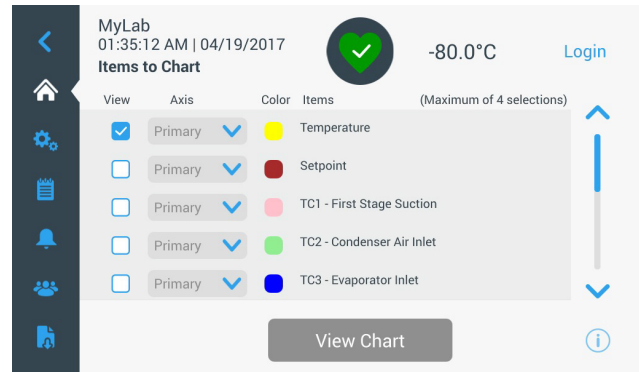 MyLab
01:35:12 AM | 04/19/2017
-80.0°C
Login
Items to Chart
View Axis Color Items (Maximum of 4 selections)
Primary Temperature
Primary Setpoint
Primary TC1 - First Stage Suction
Primary TC2 - Condenser Air Inlet
Primary TC3 - Evaporator Inlet
View Chart
i